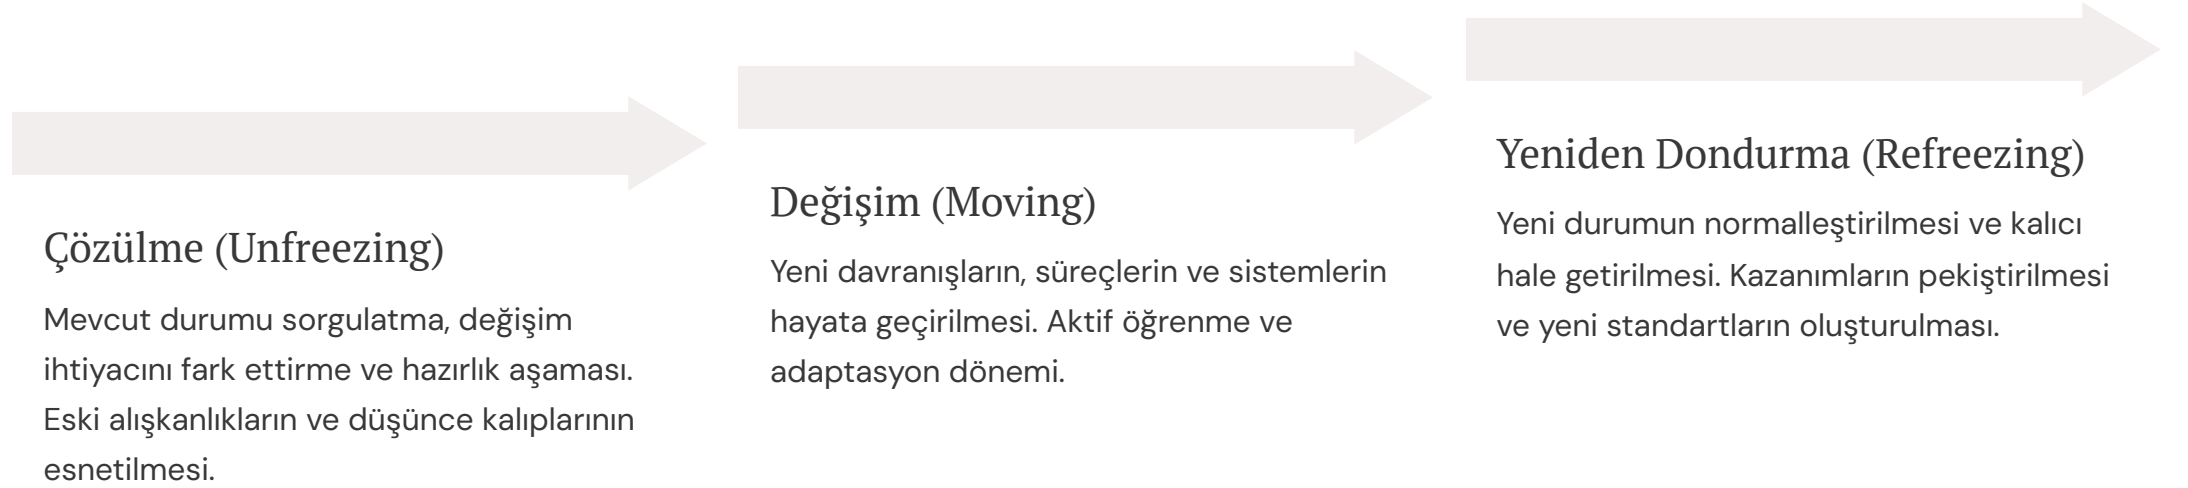 Çözülme (Unfreezing)
Mevcut durumu sorgulatma, değişim
ihtiyacını fark ettirme ve hazırlık aşaması.
Eski alışkanlıkların ve düşünce kalıplarının
esnetilmesi.
Değişim (Moving)
Yeni davranışların, süreçlerin ve sistemlerin
hayata geçirilmesi. Aktif öğrenme ve
adaptasyon dönemi.
Yeniden Dondurma (Refreezing)
Yeni durumun normalleştirilmesi ve kalıcı
hale getirilmesi. Kazanımların pekiştirilmesi
ve yeni standartların oluşturulması.